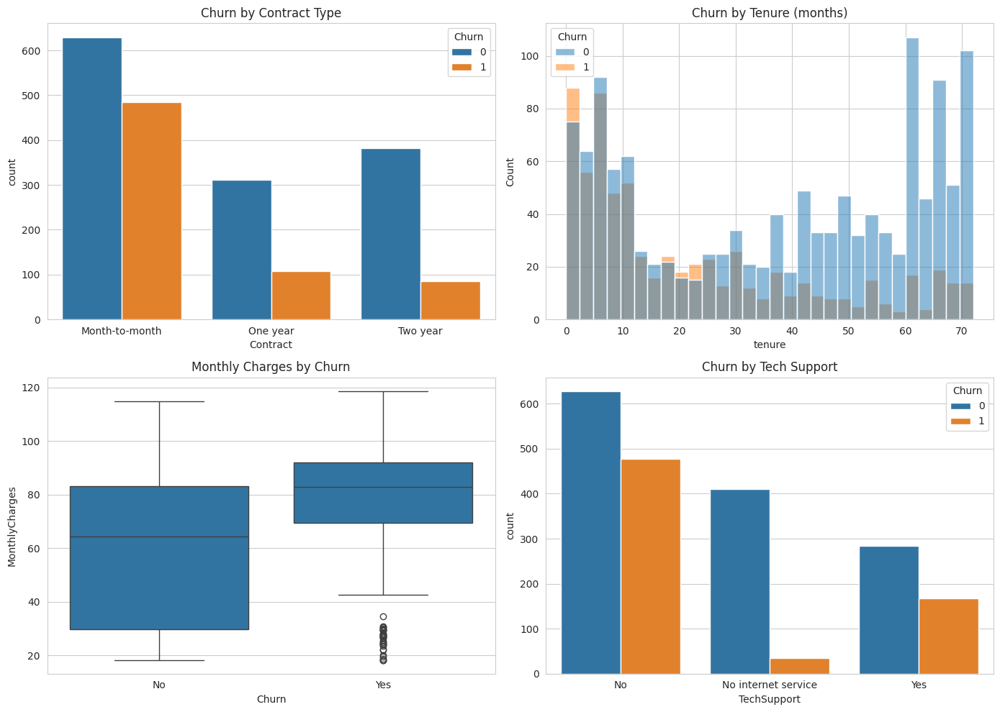 Churn by Contract Type
Churn
0
1
600
500
400
300
200
100
0
count
Month-to-month One year Two year
Contract
Churn by Tenure (months)
Churn
0
1
100
80
60
40
20
0
Count
0 10 20 30 40 50 60 70
tenure
Monthly Charges by Churn
120
100
80
60
40
20
MonthlyCharges
No Yes
Churn
Churn by Tech Support
Churn
0
1
600
500
400
300
200
100
0
count
No No internet service Yes
TechSupport